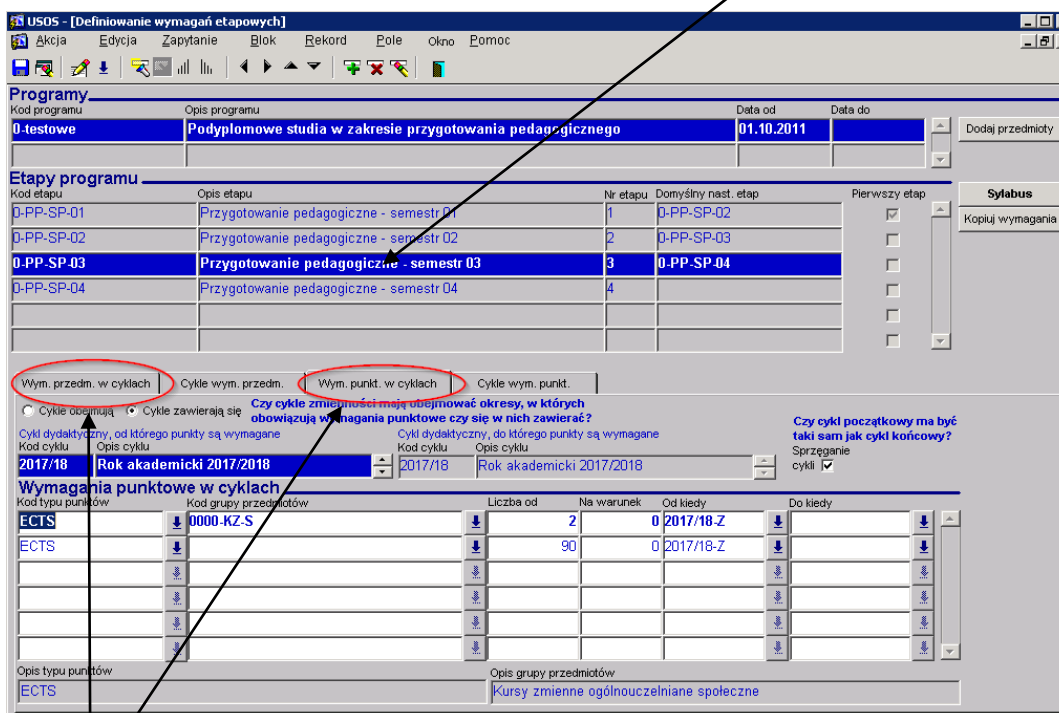 USOS - [Definiowanie wymagań etapowych]
Akcja Edycja Zapytanie Blok Rekord Pole Okno Pomoc
Programy
Kod programu Opis programu Data od Data do
0-testowe Podyplomowe studia w zakresie przygotowania pedagogicznego 01.10.2011 Dodaj przedmioty
Etapy programu
Kod etapu Opis etapu Nr etapu Domyślny nast. etap Pierwszy etap Sylabus
0-PP-SP-01 Przygotowanie pedagogiczne - semestr 01 1 0-PP-SP-02 Kopiuj wymagania
0-PP-SP-02 Przygotowanie pedagogiczne - semestr 02 2 0-PP-SP-03
0-PP-SP-03 Przygotowanie pedagogiczne - semestr 03 3 0-PP-SP-04
0-PP-SP-04 Przygotowanie pedagogiczne - semestr 04 4
Wym. przedm. w cyklach Cykle wym. przedm. Wym. punkt. w cyklach Cykle wym. punkt.
Cykle obejmują Cykle zawierają się Czy cykle zmienności mają obejmować okresy, w których
obowiązują wymagania punktowe czy się w nich zawierać?
Czy cykl początkowy ma być
taki sam jak cykl końcowy?
Cykl dydaktyczny, od którego punkty są wymagane Cykl dydaktyczny, do którego punkty są wymagane
Kod cyklu Opis cyklu Kod cyklu Opis cyklu Sprzęganie
2017/18 Rok akademicki 2017/2018 2017/18 Rok akademicki 2017/2018 cykli
Wymagania punktowe w cyklach
Kod typu punktów Kod grupy przedmiotów Liczba od Na warunek Od kiedy Do kiedy
ECTS 0000-KZ-S 2 0 2017/18-Z
ECTS 90 0 2017/18-Z
Opis typu punktów Opis grupy przedmiotów
ECTS Kursy zmienne ogólnouczelniane społeczne